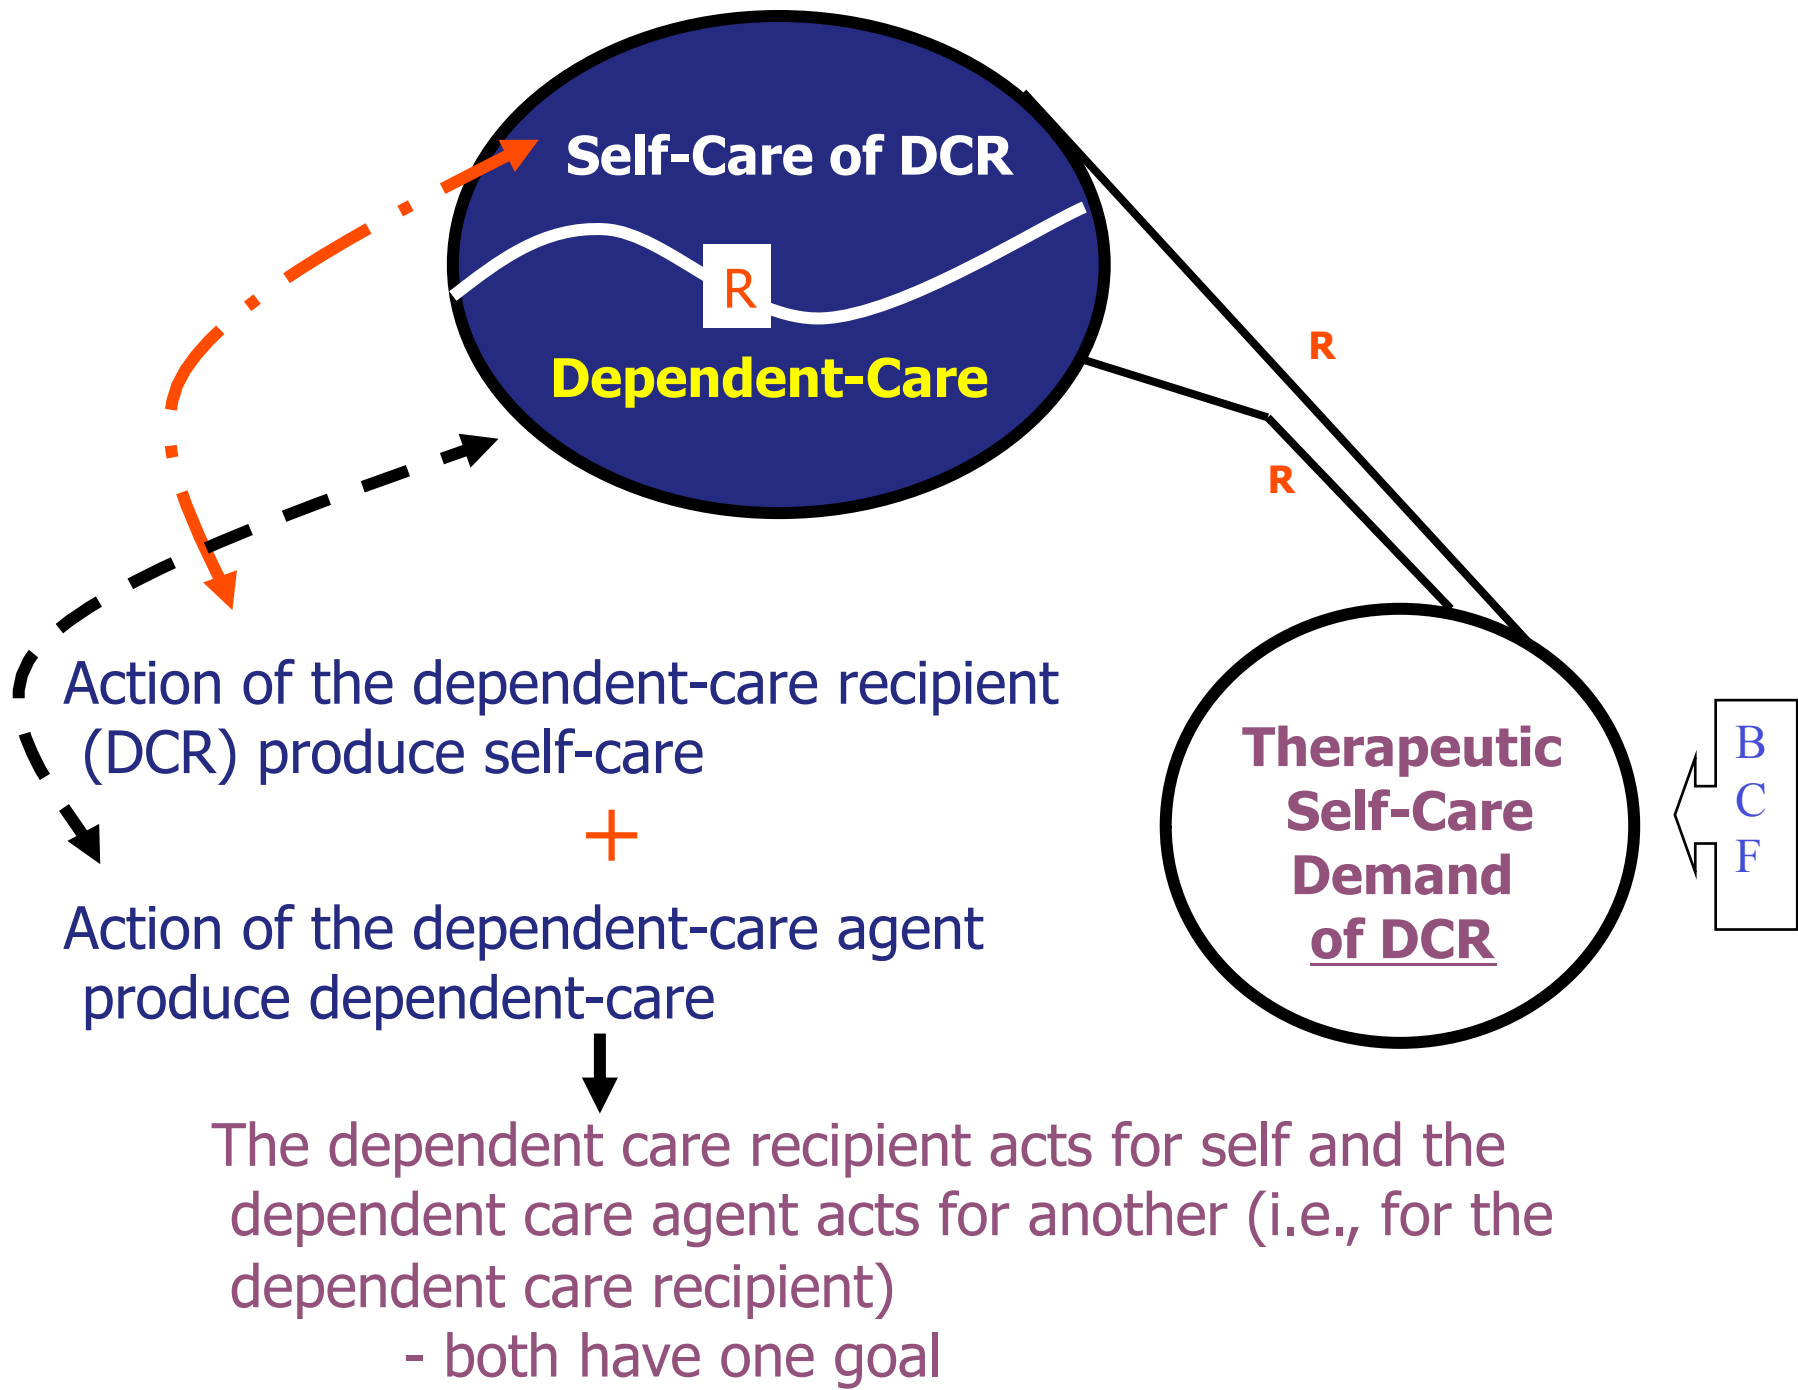 Self-Care of DCR
R
Dependent-Care
R
R
Action of the dependent-care recipient
(DCR) produce self-care
+
Action of the dependent-care agent
produce dependent-care
Therapeutic
Self-Care
Demand
of DCR
B
C
F
The dependent care recipient acts for self and the
dependent care agent acts for another (i.e., for the
dependent care recipient)
- both have one goal